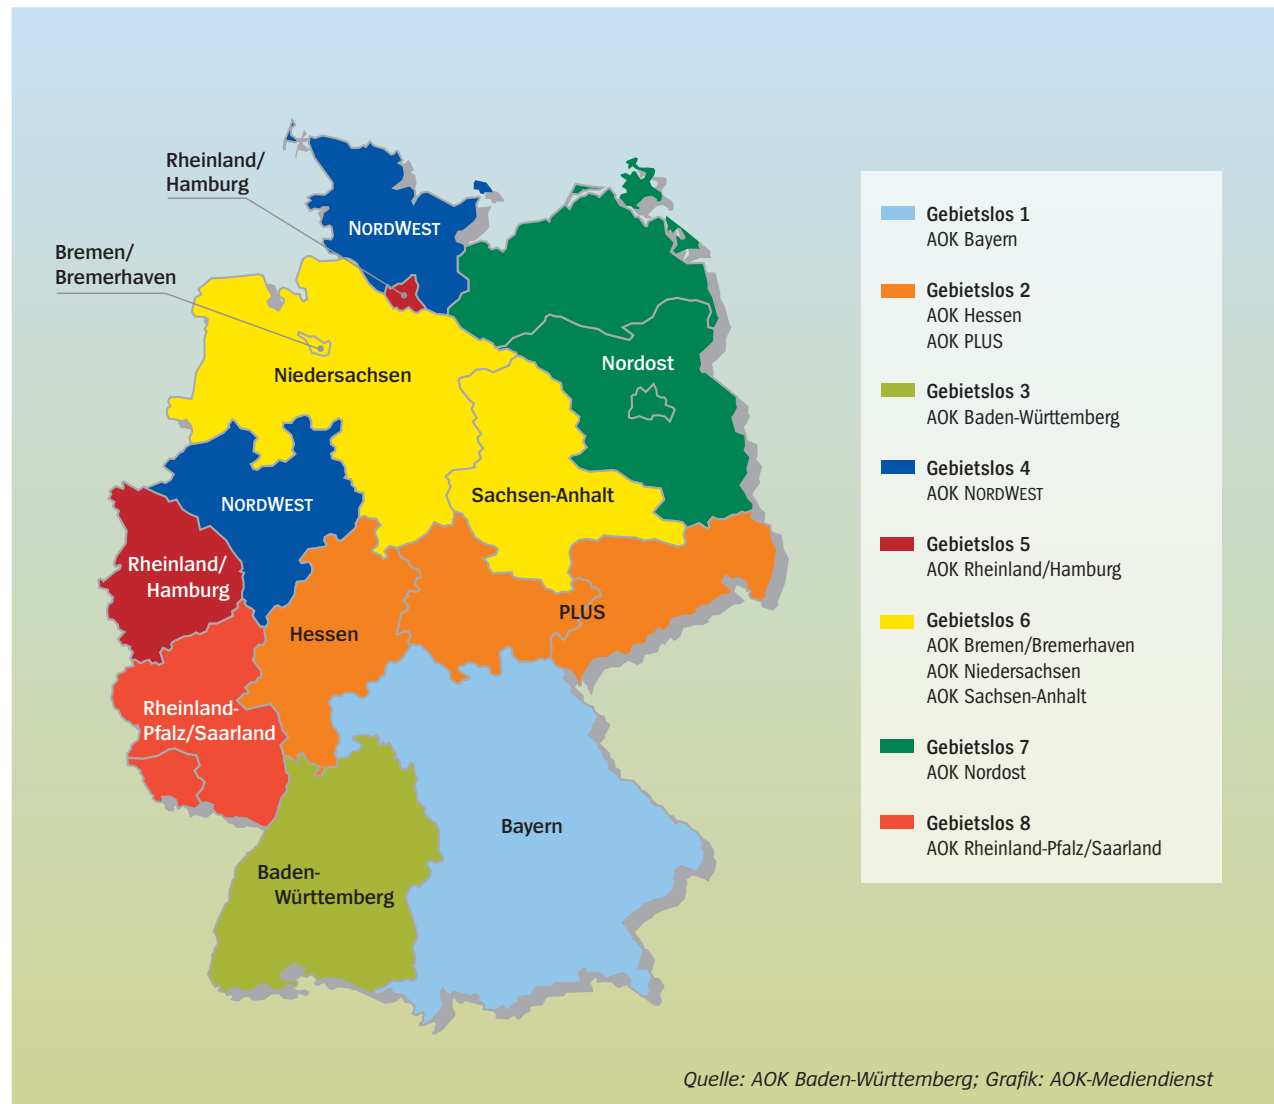 Rheinland/
Hamburg
NORDWEST
Bremen/
Bremerhaven
Niedersachsen
Nordost
Sachsen-Anhalt
NORDWEST
Rheinland/
Hamburg
Hessen
PLUS
Rheinland-
Pfalz/Saarland
Bayern
Baden-
Württemberg
Gebietslos 1
AOK Bayern
Gebietslos 2
AOK Hessen
AOK PLUS
Gebietslos 3
AOK Baden-Württemberg
Gebietslos 4
AOK NORDWEST
Gebietslos 5
AOK Rheinland/Hamburg
Gebietslos 6
AOK Bremen/Bremerhaven
AOK Niedersachsen
AOK Sachsen-Anhalt
Gebietslos 7
AOK Nordost
Gebietslos 8
AOK Rheinland-Pfalz/Saarland
Quelle: AOK Baden-Württemberg; Grafik: AOK-Mediendienst